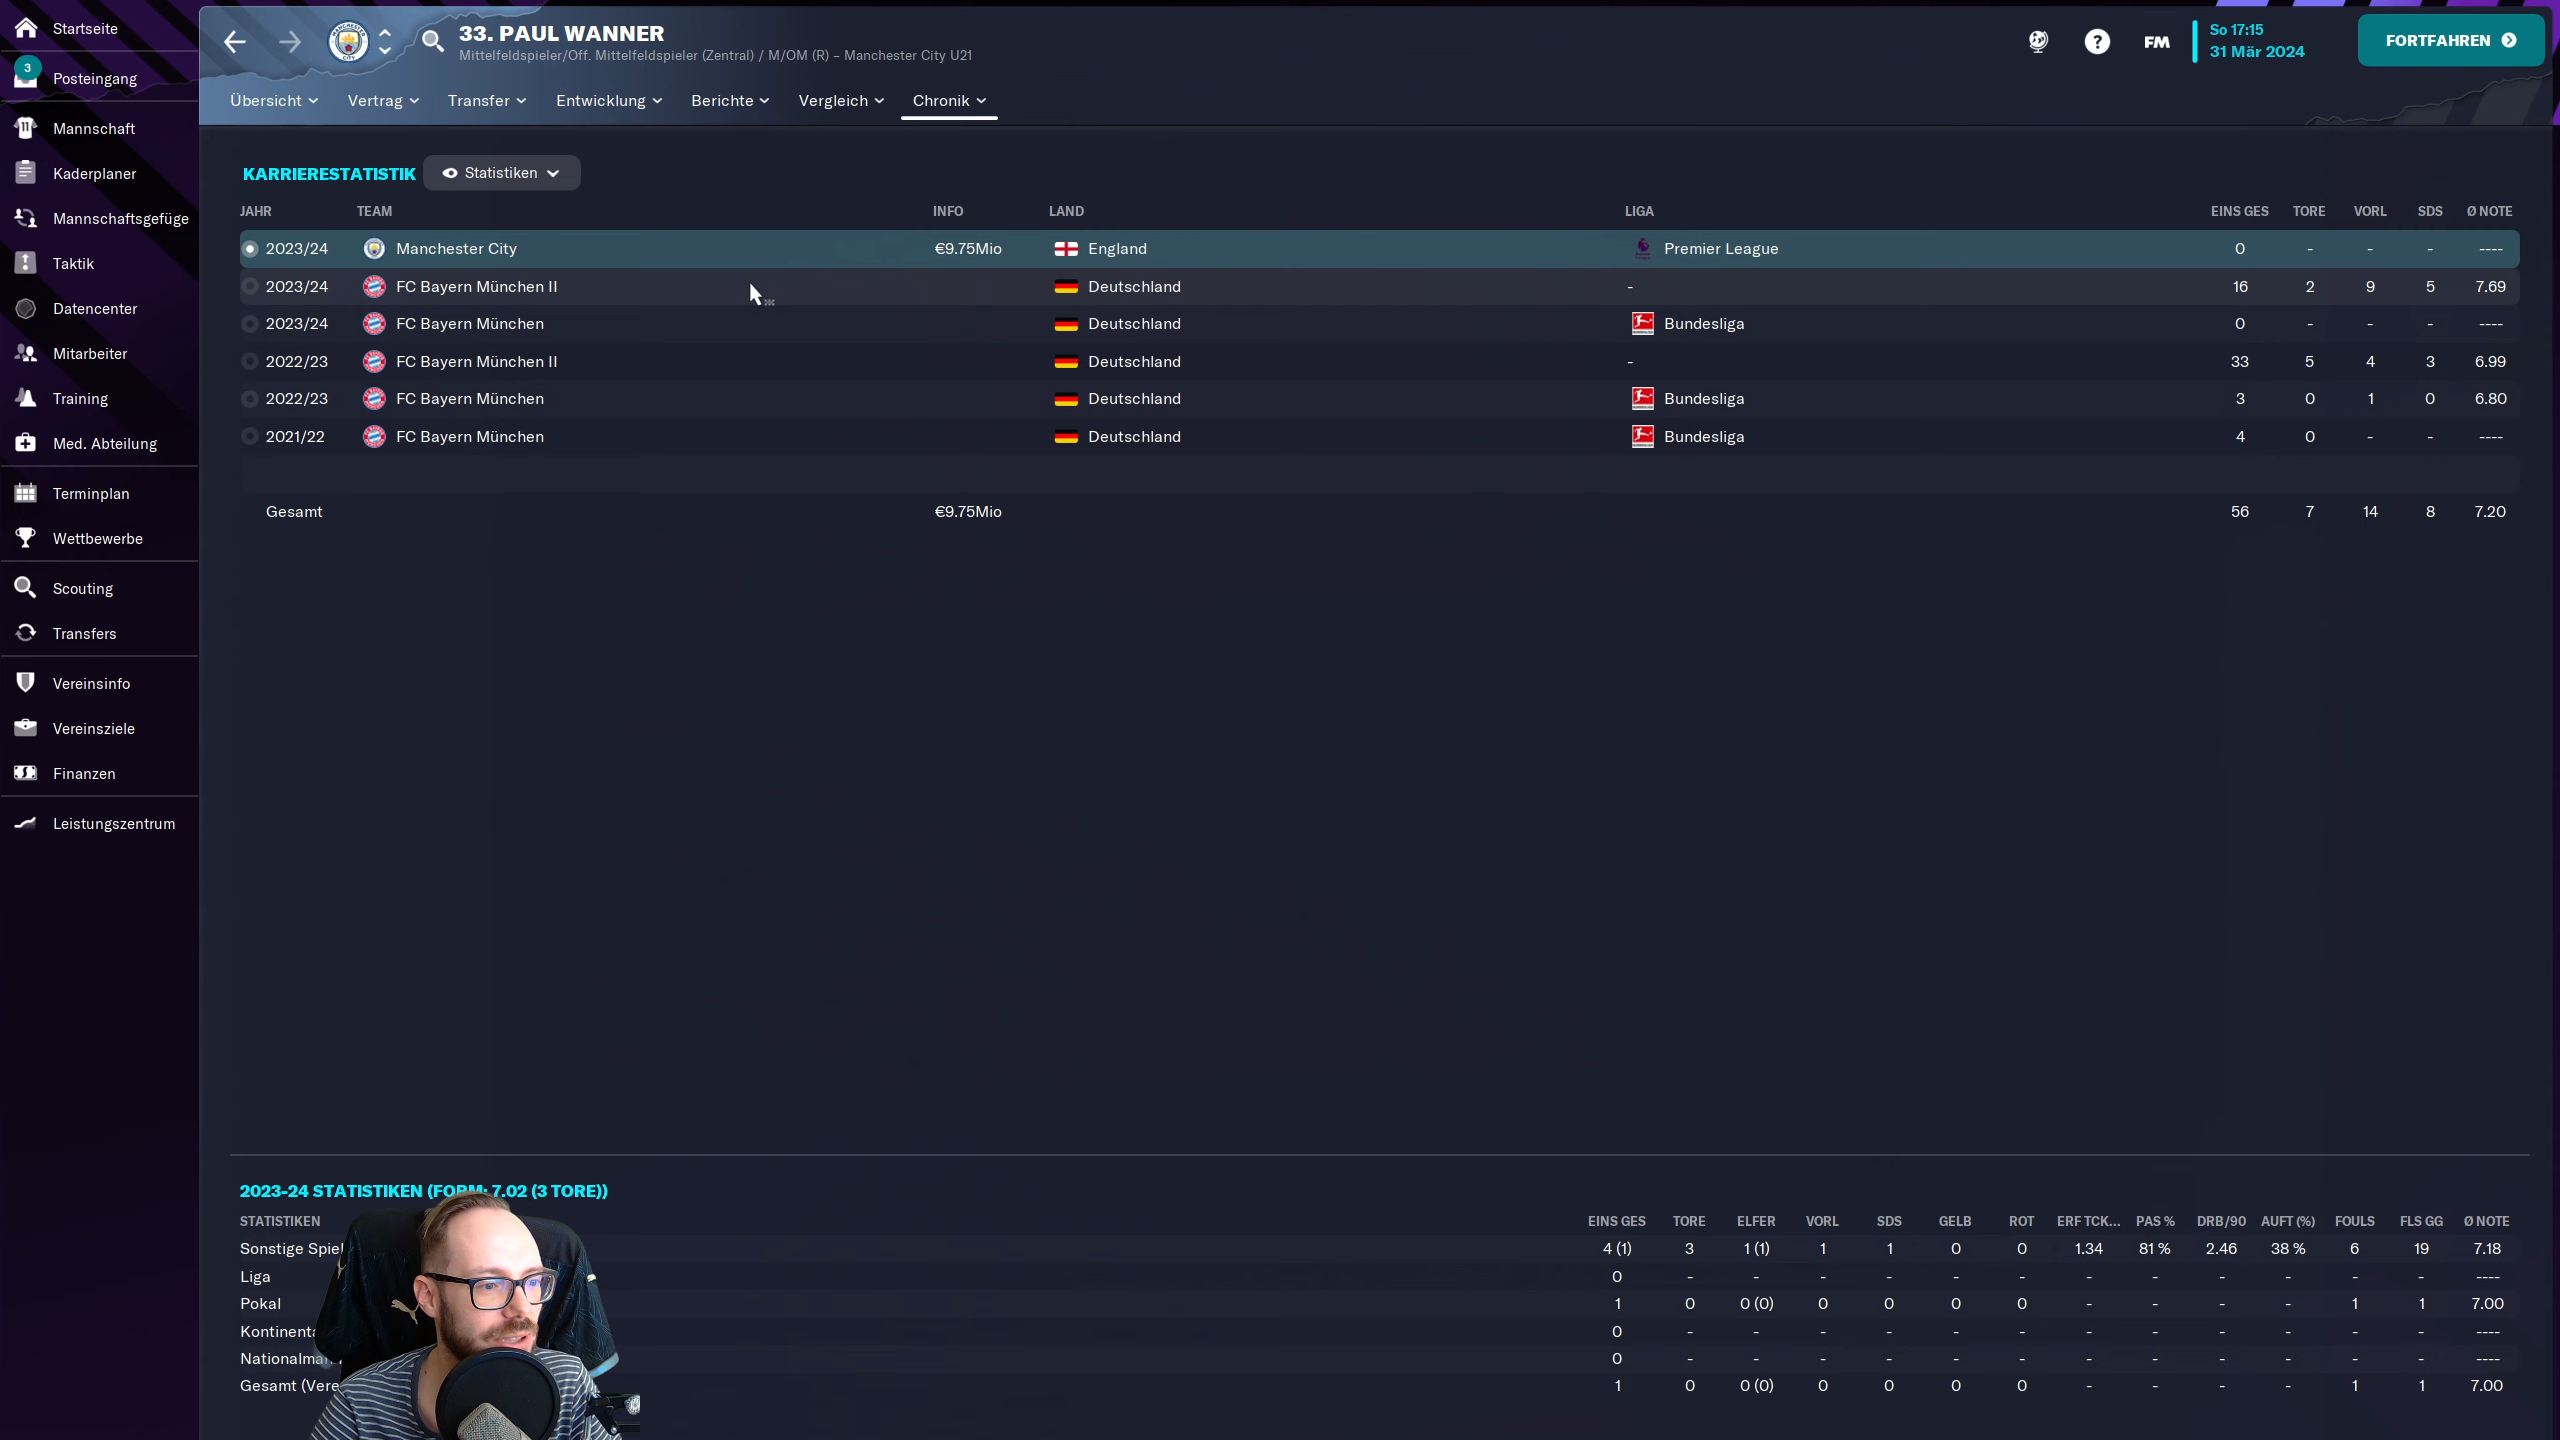 Startseite
3
Posteingang
Mannschaft
Kaderplaner
Mannschaftsgefüge
Taktik
Datencenter
Mitarbeiter
Training
Med. Abteilung
Terminplan
Wettbewerbe
Scouting
Transfers
Vereinsinfo
Vereinsziele
Finanzen
Leistungszentrum
33. PAUL WANNER
Mittelfeldspieler/Off. Mittelfeldspieler (Zentral) / M/OM (R) – Manchester City U21
FM
So 17:15
31 Mär 2024
FORTFAHREN
Übersicht Vertrag Transfer Entwicklung Berichte Vergleich Chronik
KARRIERESTATISTIK Statistiken
JAHR TEAM INFO LAND LIGA EINS GES TORE VORL SDS Ø NOTE
2023/24 Manchester City €9.75Mio England Premier League 0 - - - ----
2023/24 FC Bayern München II Deutschland - 16 2 9 5 7.69
2023/24 FC Bayern München Deutschland Bundesliga 0 - - - ----
2022/23 FC Bayern München II Deutschland - 33 5 4 3 6.99
2022/23 FC Bayern München Deutschland Bundesliga 3 0 1 0 6.80
2021/22 FC Bayern München Deutschland Bundesliga 4 0 - - ----
Gesamt €9.75Mio 56 7 14 8 7.20
2023-24 STATISTIKEN (FORM: 7.02 (3 TORE))
STATISTIKEN EINS GES TORE ELFER VORL SDS GELB ROT ERF TCK... PAS % DRB/90 AUFT (%) FOULS FLS GG Ø NOTE
Sonstige Spiel 4 (1) 3 1 (1) 1 1 0 0 1.34 81 % 2.46 38 % 6 19 7.18
Liga 0 - - - - - - - - - - - - ----
Pokal 1 0 0 (0) 0 0 0 0 - - - - 1 1 7.00
Kontinenta 0 - - - - - - - - - - - - ----
Nationalma 0 - - - - - - - - - - - - ----
Gesamt (Vere 1 0 0 (0) 0 0 0 0 - - - - 1 1 7.00